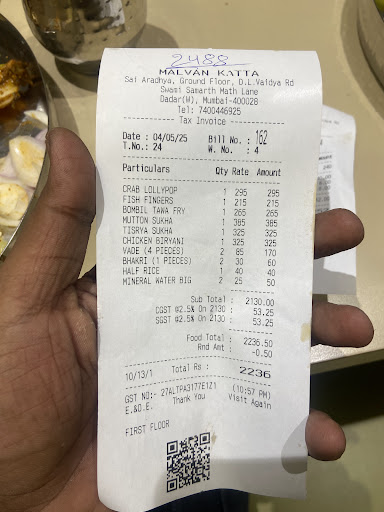 2488
MALVAN KATTA
Sai Aradhya, Ground Floor, D.L.Vaidya Rd
Swami Samarth Math Lane
Dadar(W), Mumbai-400028
Tel: 7400446925
Tax Invoice
Date : 04/05/25 Bill No. : 162
T.No.: 24 W. No. : 4
Particulars Qty Rate Amount
CRAB LOLLYPOP 1 295 295
FISH FINGERS 1 215 215
BOMBIL TAWA FRY 1 265 265
MUTTON SUKHA 1 385 385
TISRYA SUKHA 1 325 325
CHICKEN BIRYANI 1 325 325
VADE (4 PIECES) 2 85 170
BHAKRI (1 PIECES) 2 30 60
HALF RICE 1 40 40
MINERAL WATER BIG 2 25 50
Sub Total : 2130.00
CGST @2.5% On 2130 : 53.25
SGST @2.5% On 2130 : 53.25
Food Total : 2236.50
Rnd Amt : -0.50
10/13/1 Total Rs : 2236
GST NO:- 27ALTPA3177E1Z1 (10:57 PM)
E.&O.E. Thank You Visit Again
FIRST FLOOR